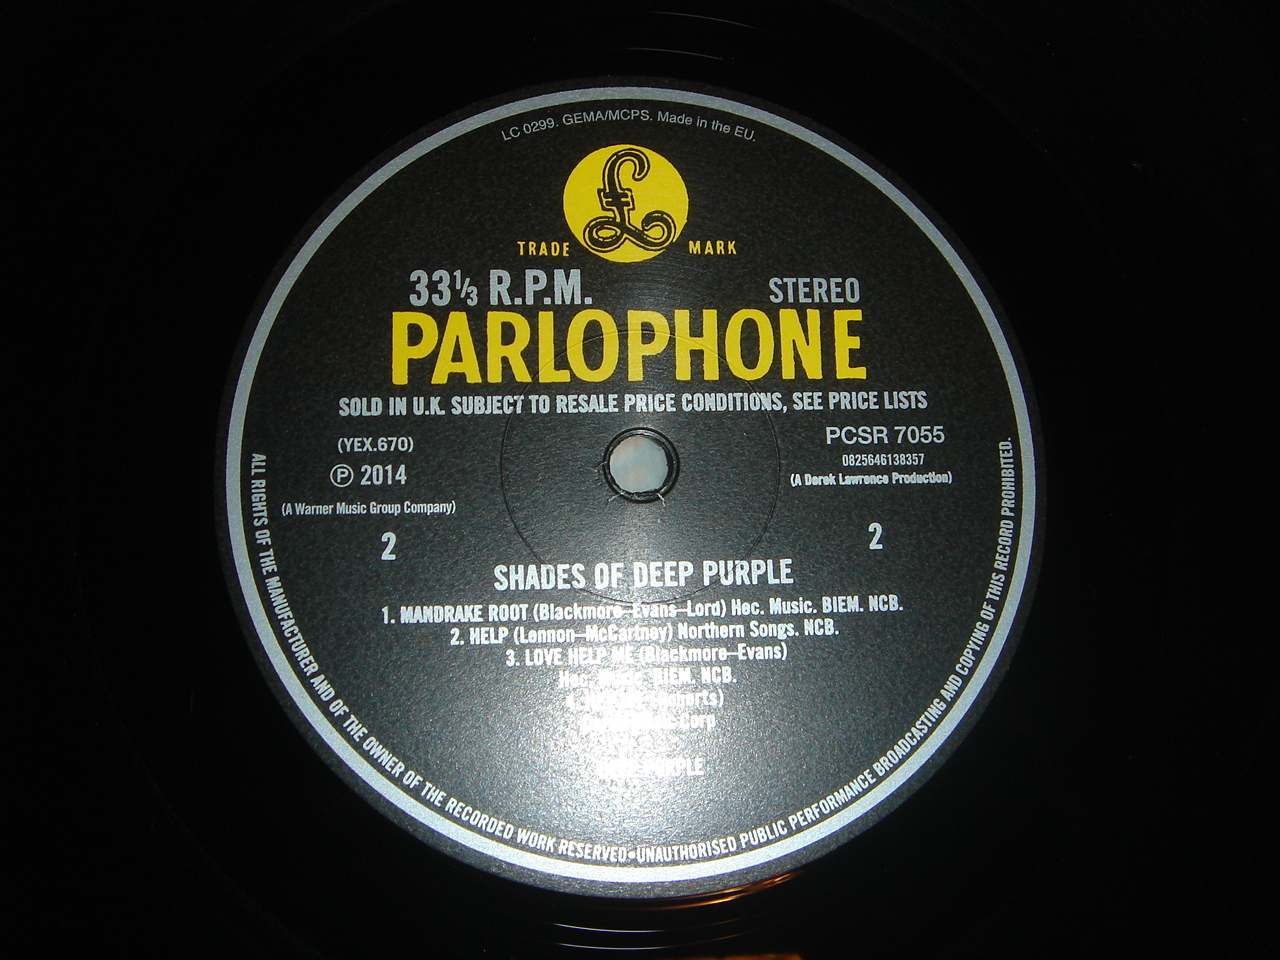 LC 0299. GEMA/MCPS. Made in the EU.
£
TRADE MARK
33⅓ R.P.M. STEREO
PARLOPHONE
SOLD IN U.K. SUBJECT TO RESALE PRICE CONDITIONS, SEE PRICE LISTS
(YEX.670)
℗ 2014
(A Warner Music Group Company)
2
PCSR 7055
0825646138357
(A Derek Lawrence Production)
2
SHADES OF DEEP PURPLE
1. MANDRAKE ROOT (Blackmore–Evans–Lord) Hec. Music. BIEM. NCB.
2. HELP (Lennon–McCartney) Northern Songs. NCB.
3. LOVE HELP ME (Blackmore–Evans)
Hec. Music. BIEM. NCB.
Corp
PURPLE
ALL RIGHTS OF THE MANUFACTURER AND OF THE OWNER OF THE RECORDED WORK RESERVED•UNAUTHORISED PUBLIC PERFORMANCE BROADCASTING AND COPYING OF THIS RECORD PROHIBITED.